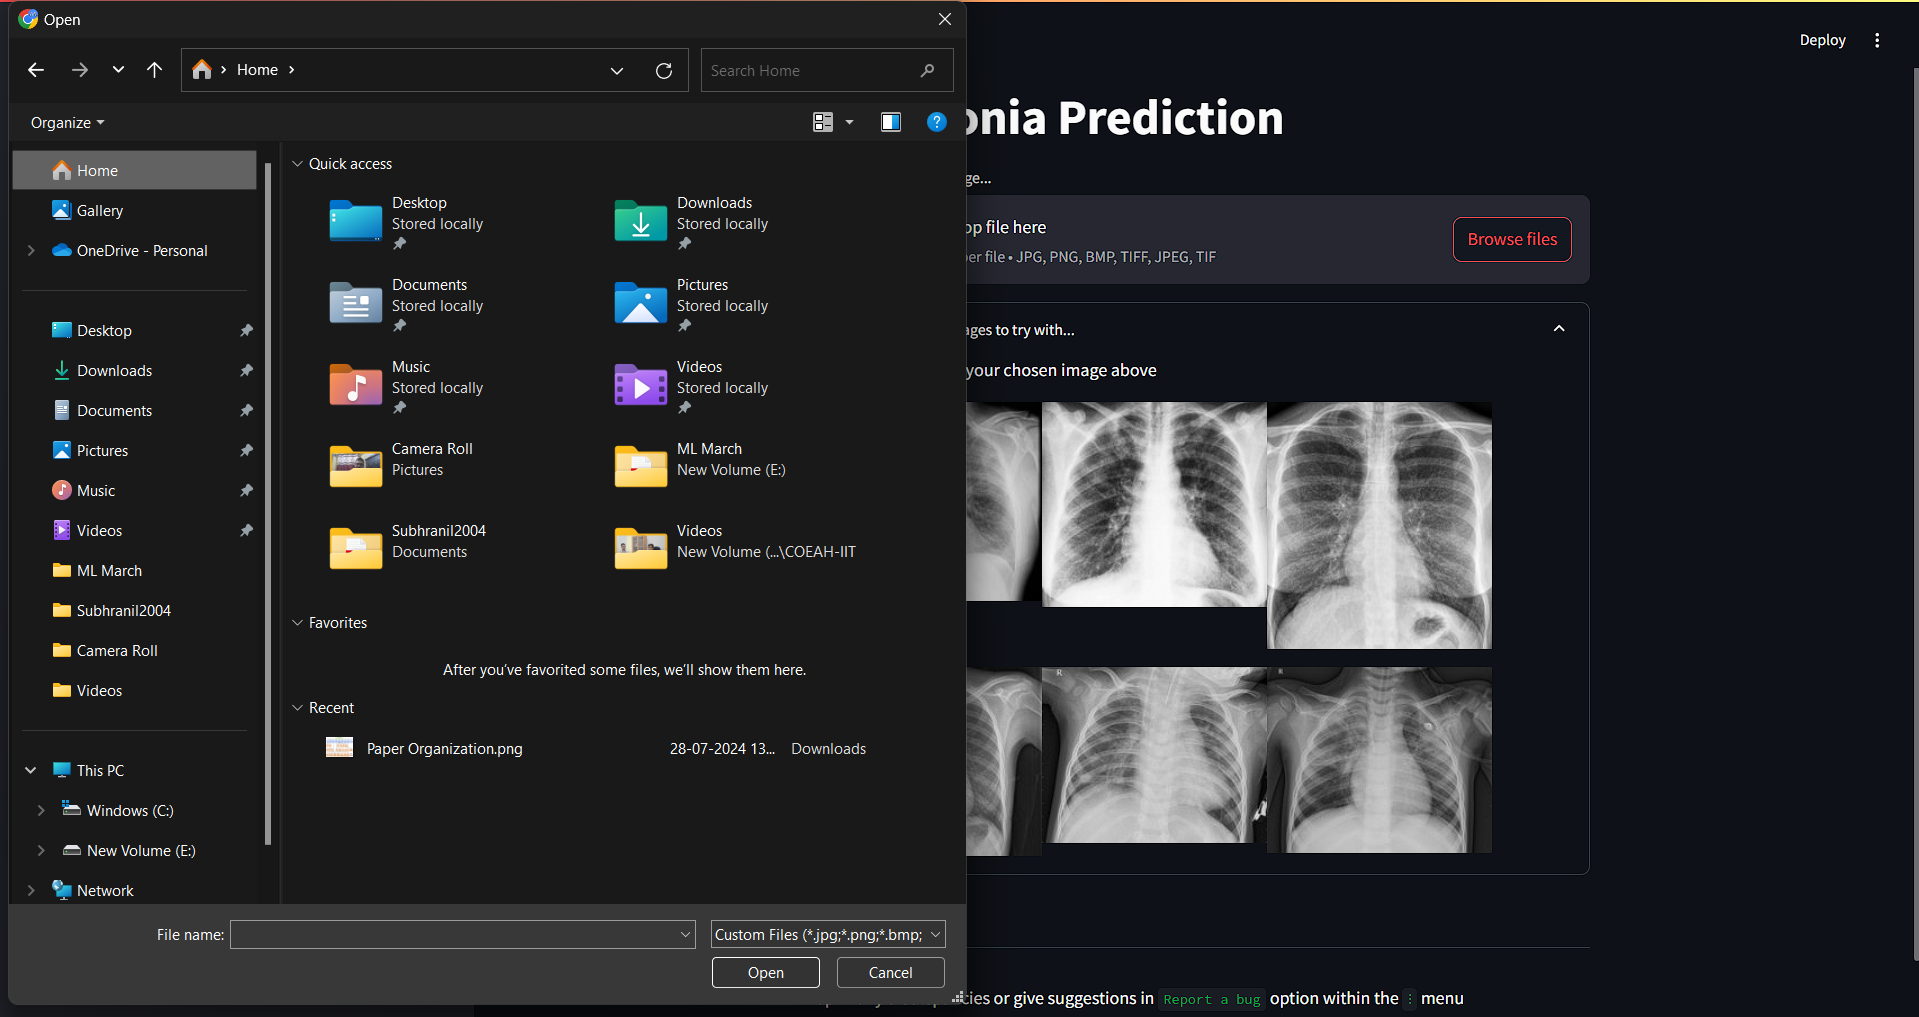 Open
Home
Search Home
Organize
Home
Gallery
OneDrive - Personal
Desktop
Downloads
Documents
Pictures
Music
Videos
ML March
Subhranil2004
Camera Roll
Videos
This PC
Windows (C:)
New Volume (E:)
Network
Quick access
Desktop
Stored locally
Downloads
Stored locally
Documents
Stored locally
Pictures
Stored locally
Music
Stored locally
Videos
Stored locally
Camera Roll
Pictures
ML March
New Volume (E:)
Subhranil2004
Documents
Videos
New Volume (...\COEAH-IIT
Favorites
After you've favorited some files, we'll show them here.
Recent
Paper Organization.png 28-07-2024 13... Downloads
File name:
Custom Files (*.jpg;*.png;*.bmp;
Open Cancel
Deploy
onia Prediction
ge...
op file here
er file • JPG, PNG, BMP, TIFF, JPEG, TIF
Browse files
ages to try with...
your chosen image above
R
R
cies or give suggestions in Report a bug option within the ⋮ menu